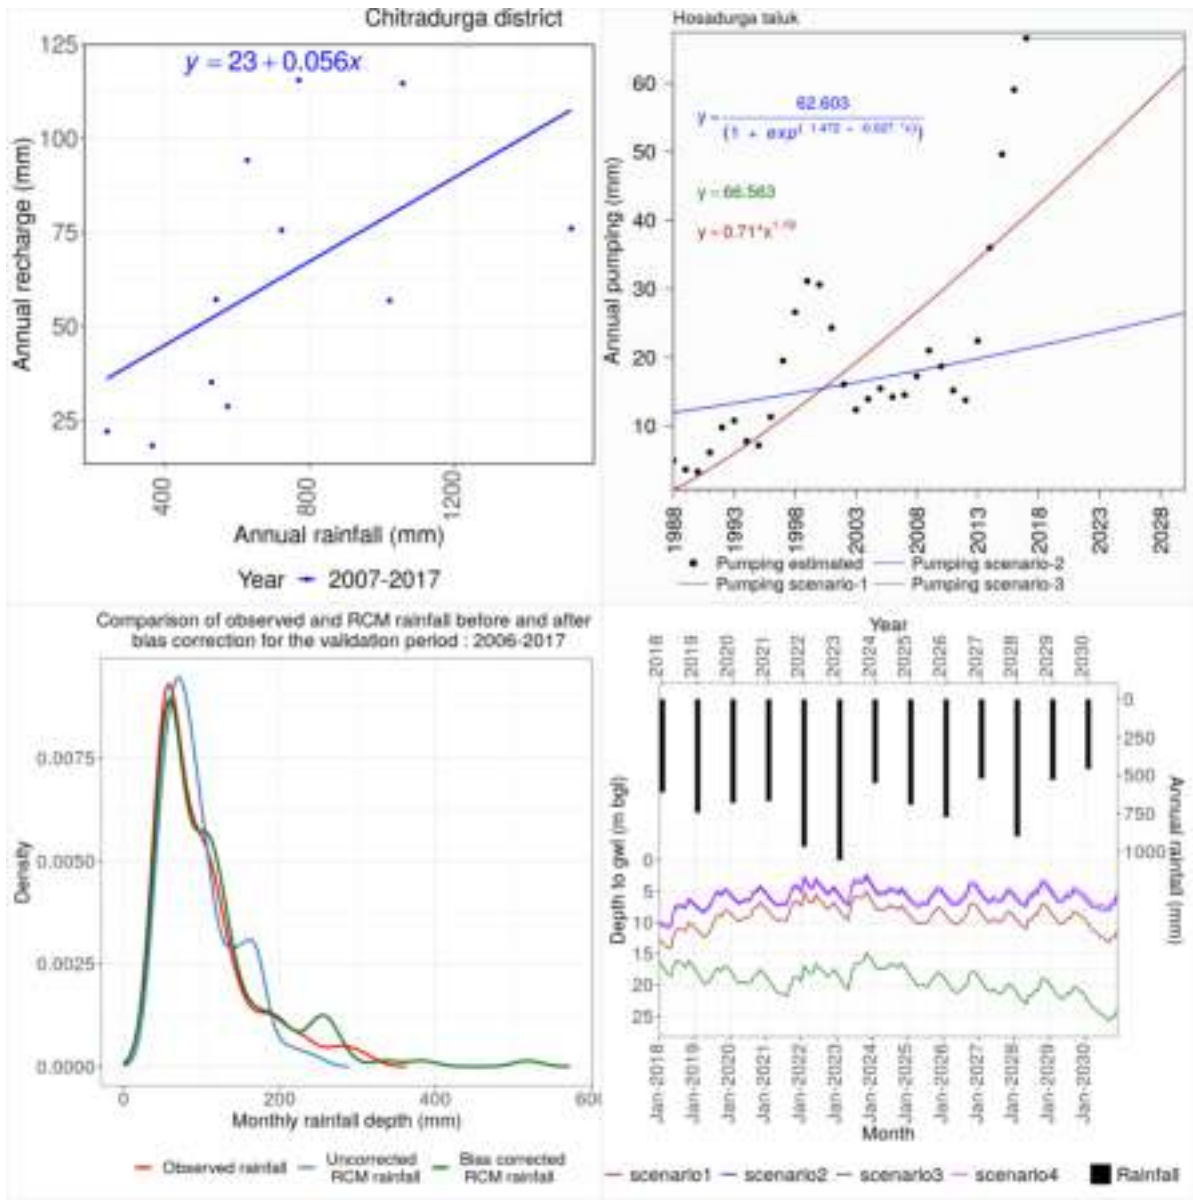 Chitradurga district
y = 23 + 0.056x
Annual recharge (mm)
125
100
75
50
25
400
800
1200
Annual rainfall (mm)
Year 2007-2017
Hosadurga taluk
Annual pumping (mm)
60
50
40
30
20
10
62.603
y =
(1 + exp
y = 66.563
y = 0.71*x
1988
1993
1998
2003
2008
2013
2018
2023
2028
Pumping estimated
Pumping scenario-2
Pumping scenario-1
Pumping scenario-3
Comparison of observed and RCM rainfall before and after
bias correction for the validation period : 2006-2017
Density
0.0075
0.0050
0.0025
0.0000
0
200
400
Monthly rainfall depth (mm)
Observed rainfall
Uncorrected
RCM rainfall
Bias corrected
RCM rainfall
Year
2018
2019
2020
2021
2022
2023
2024
2025
2026
2027
2028
2029
2030
0
250
500
750
1000
Annual rainfall (mm)
Depth to gwl (m bgl)
0
5
10
15
20
25
Jan-2018
Jan-2019
Jan-2020
Jan-2021
Jan-2022
Jan-2023
Jan-2024
Jan-2025
Jan-2026
Jan-2027
Jan-2028
Jan-2029
Jan-2030
Month
scenario1
scenario2
scenario3
scenario4
Rainfall